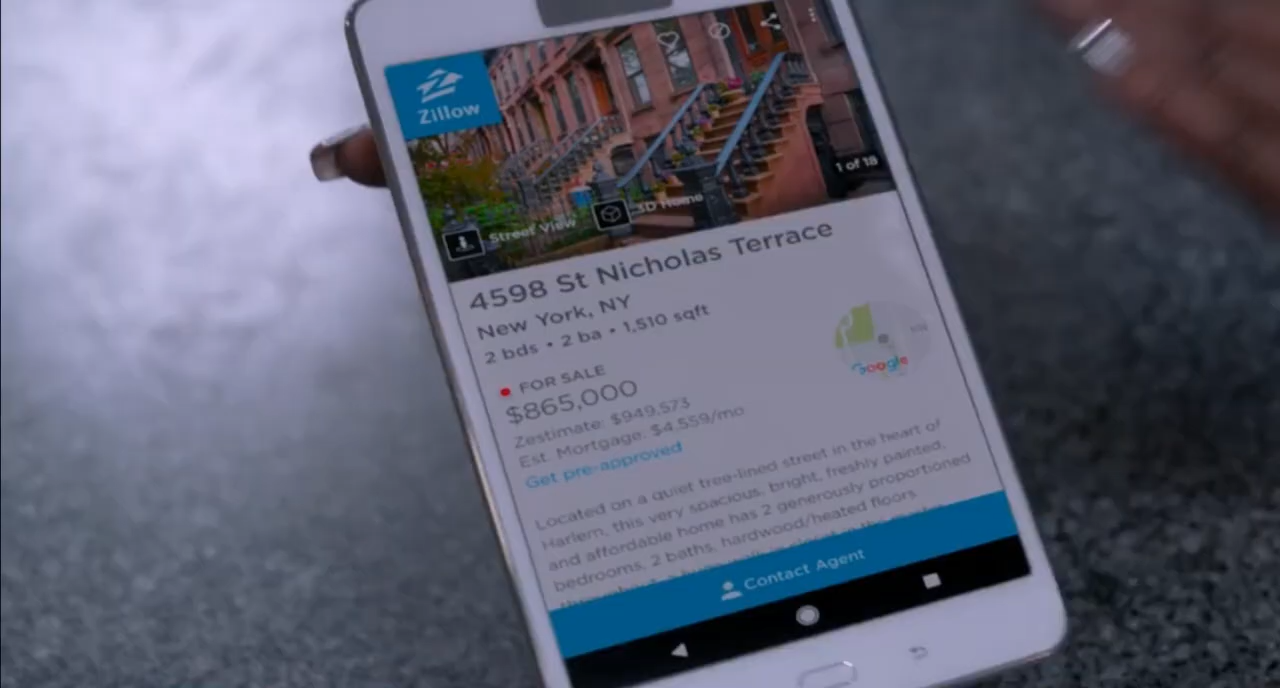 Zillow
1 of 18
Street View
3D Home
4598 St Nicholas Terrace
New York, NY
2 bds • 2 ba • 1,510 sqft
FOR SALE
$865,000
Zestimate: $949,573
Est. Mortgage: $4,559/mo
Get pre-approved
Google
Located on a quiet tree-lined street in the heart of
Harlem, this very spacious, bright, freshly painted,
and affordable home has 2 generously proportioned
bedrooms, 2 baths, hardwood/heated floors
Contact Agent